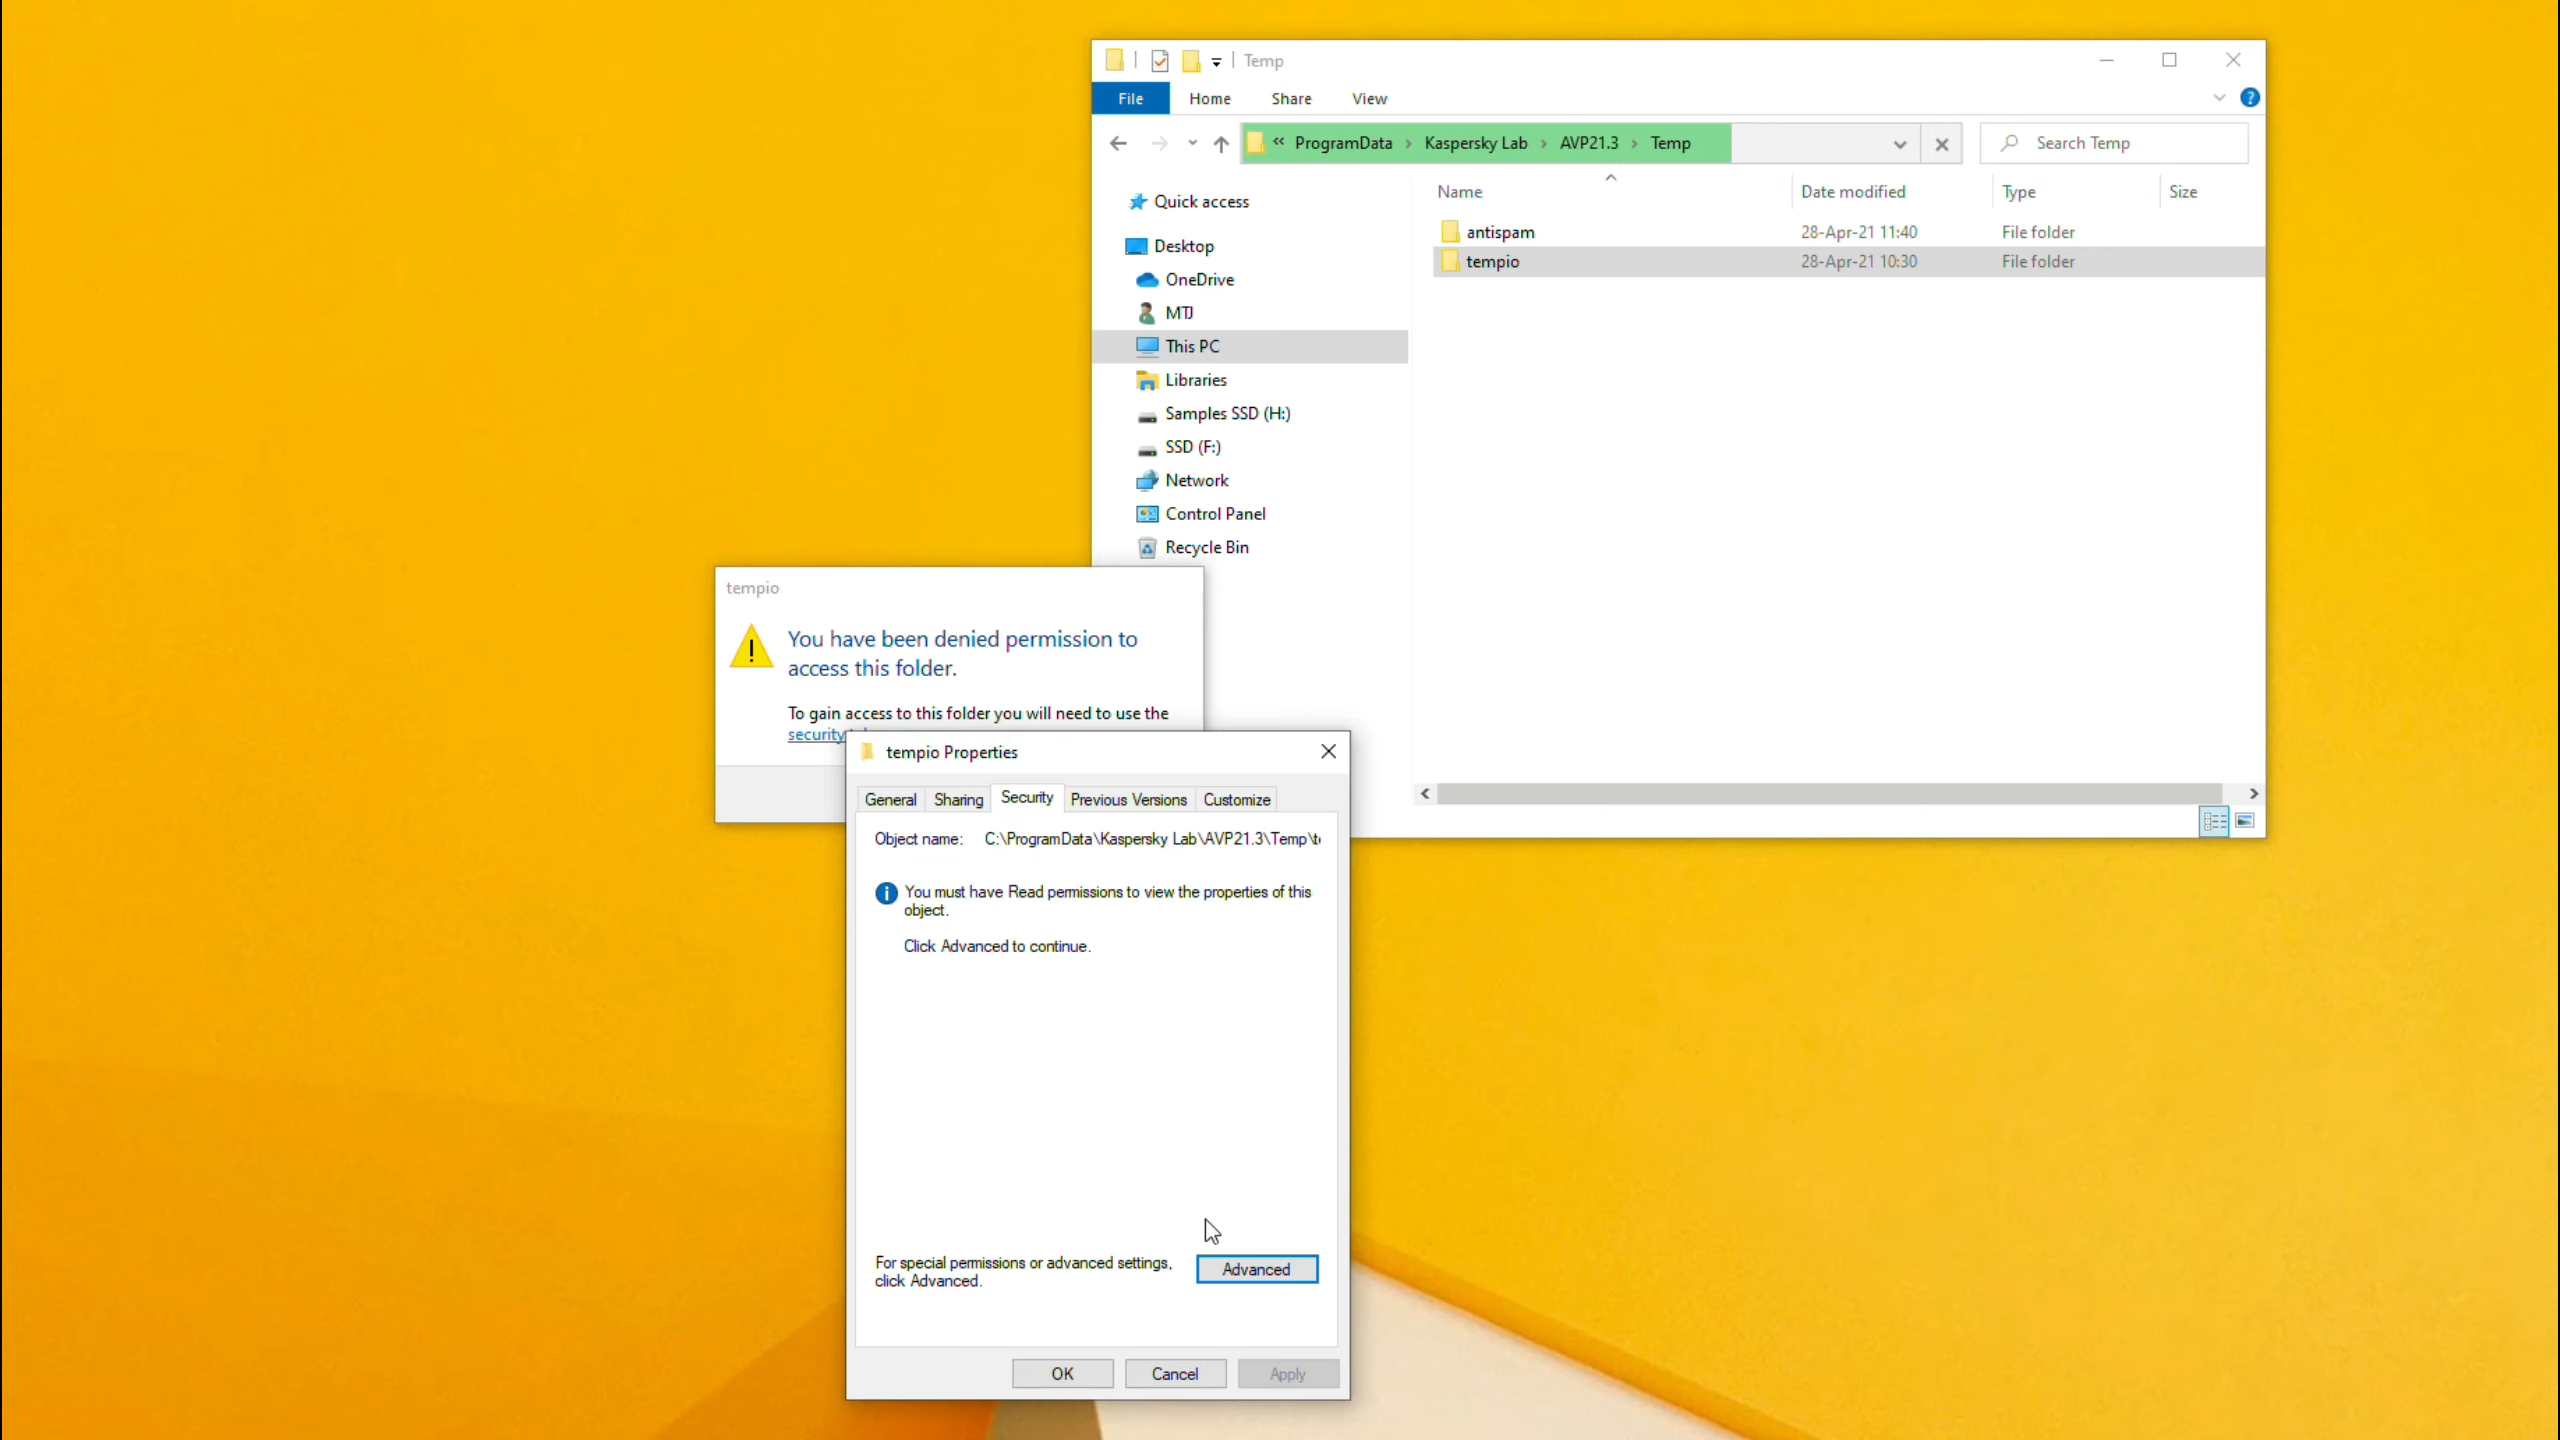 Temp
File Home Share View
« ProgramData › Kaspersky Lab › AVP21.3 › Temp
Search Temp
Name Date modified Type Size
antispam 28-Apr-21 11:40 File folder
tempio 28-Apr-21 10:30 File folder
Quick access
Desktop
OneDrive
MTJ
This PC
Libraries
Samples SSD (H:)
SSD (F:)
Network
Control Panel
Recycle Bin
tempio
You have been denied permission to
access this folder.
To gain access to this folder you will need to use the
security
tempio Properties
General Sharing Security Previous Versions Customize
Object name: C:\ProgramData\Kaspersky Lab\AVP21.3\Temp\t
You must have Read permissions to view the properties of this
object.
Click Advanced to continue.
For special permissions or advanced settings,
click Advanced.
Advanced
OK Cancel Apply